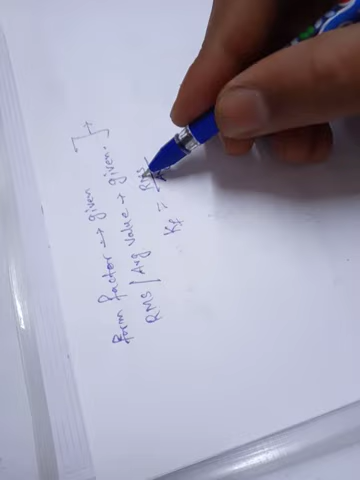 form factor → given
RMS / Avg value → given.
Kf = RMS